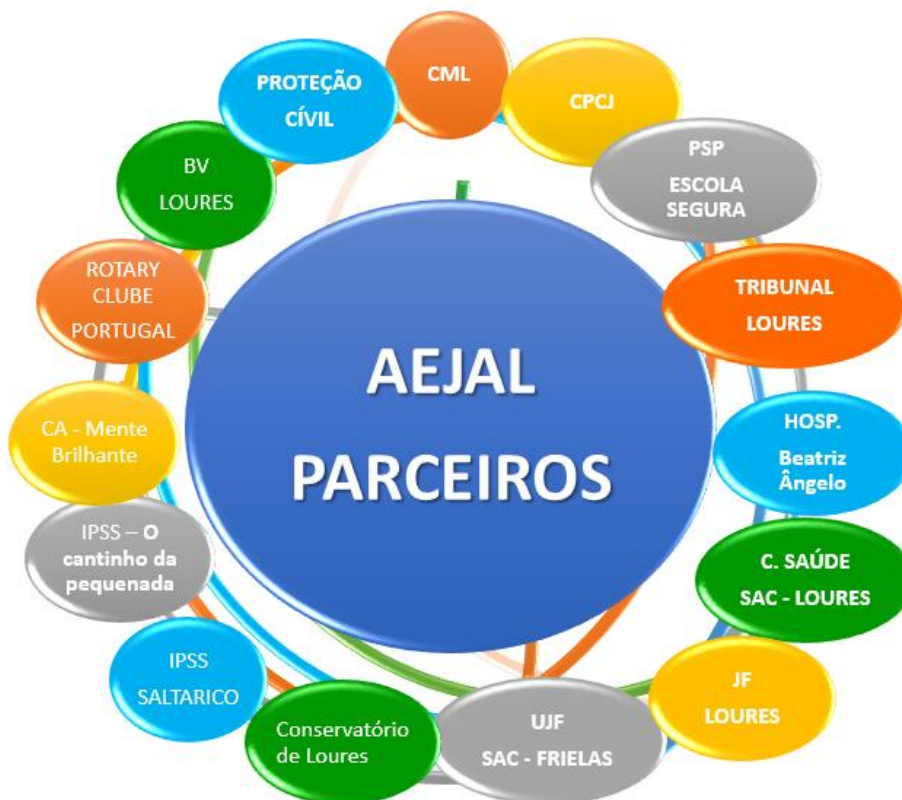 AEJAL
PARCEIROS
CML
CPCJ
PSP
ESCOLA
SEGURA
TRIBUNAL
LOURES
HOSP.
Beatriz
Ângelo
C. SAÚDE
SAC - LOURES
JF
LOURES
UJF
SAC - FRIELAS
Conservatório
de Loures
IPSS
SALTARICO
IPSS – O
cantinho da
pequenada
CA - Mente
Brilhante
ROTARY
CLUBE
PORTUGAL
BV
LOURES
PROTEÇÃO
CÍVIL